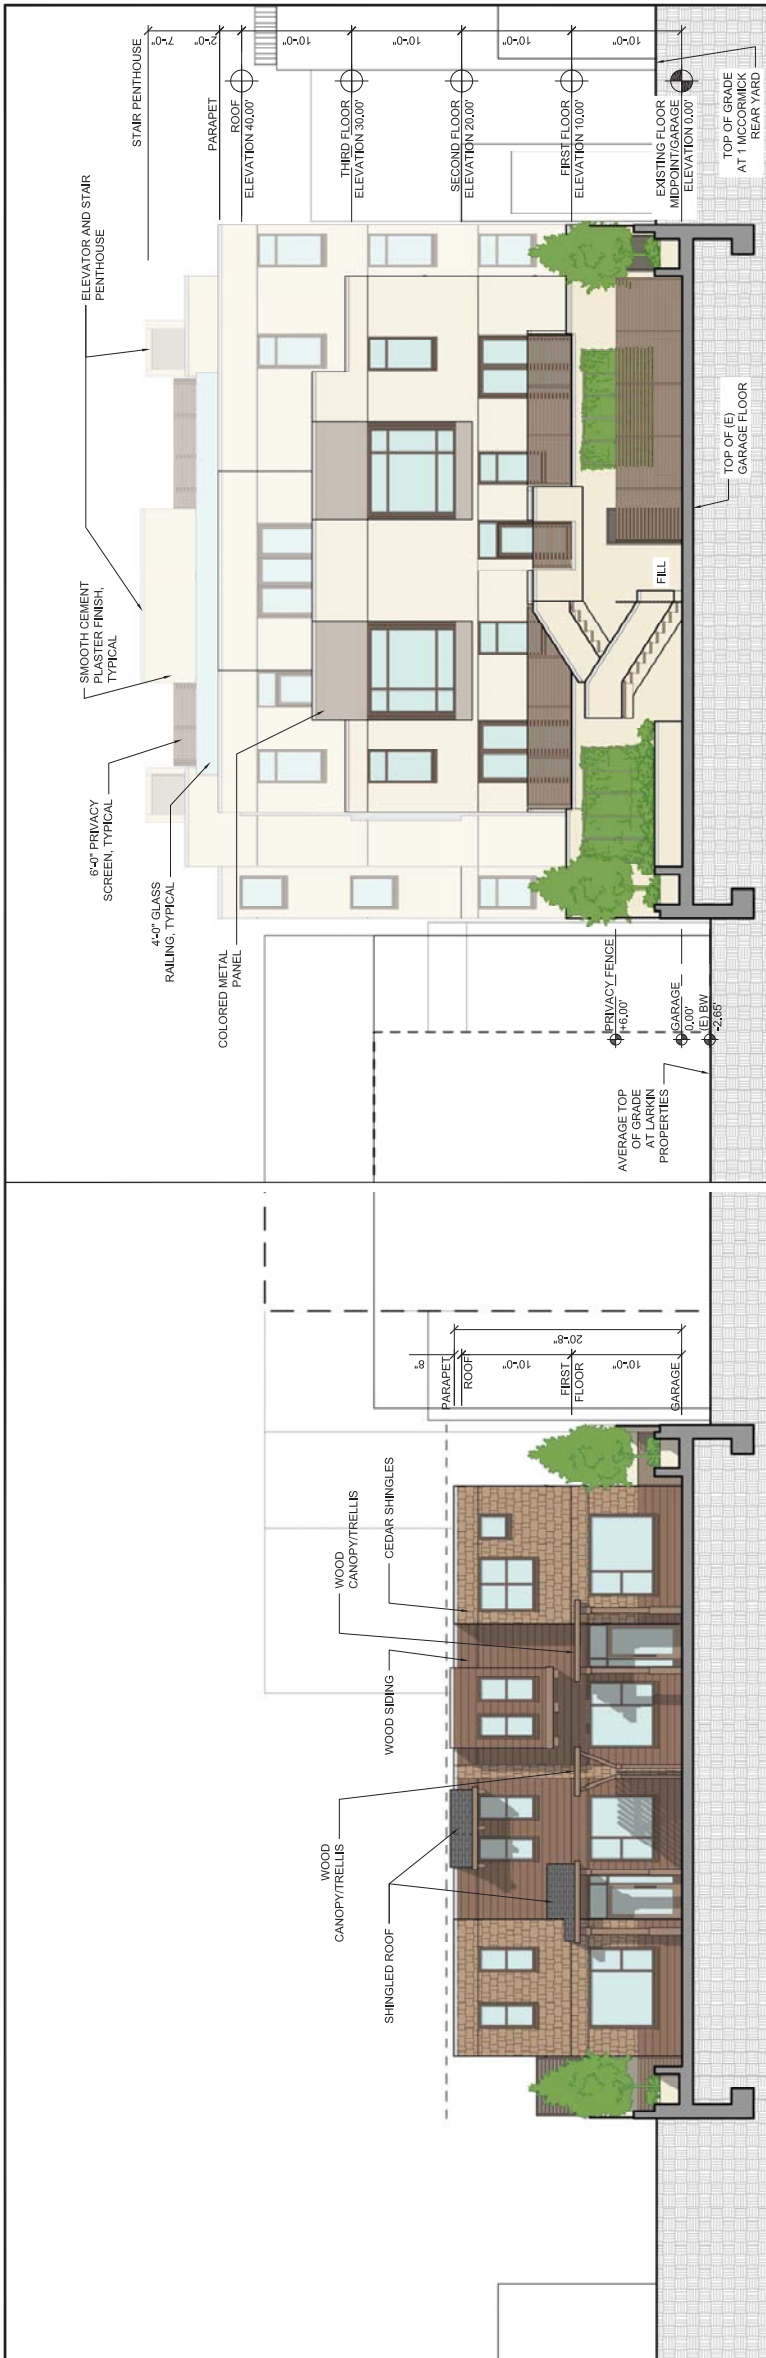 SHINGLED ROOF
WOOD
CANOPY/TRELLIS
WOOD SIDING
WOOD
CANOPY/TRELLIS
CEDAR SHINGLES
8"
PARAPET
ROOF
10'-0"
20'-8"
FIRST
FLOOR
10'-0"
GARAGE
6'-0" PRIVACY
SCREEN, TYPICAL
4'-0" GLASS
RAILING, TYPICAL
COLORED METAL
PANEL
SMOOTH CEMENT
PLASTER FINISH,
TYPICAL
ELEVATOR AND STAIR
PENTHOUSE
AVERAGE TOP
OF GRADE
AT LARKIN
PROPERTIES
PRIVACY FENCE
+6.00'
GARAGE
0.00'
(E) BW
-2.65'
FILL
TOP OF (E)
GARAGE FLOOR
STAIR PENTHOUSE
7'-0"
PARAPET
2'-0"
ROOF
ELEVATION 40.00'
10'-0"
THIRD FLOOR
ELEVATION 30.00'
10'-0"
SECOND FLOOR
ELEVATION 20.00'
10'-0"
FIRST FLOOR
ELEVATION 10.00'
10'-0"
EXISTING FLOOR
MIDPOINT/GARAGE
ELEVATION 0.00'
TOP OF GRADE
AT 1 MCCORMICK
REAR YARD